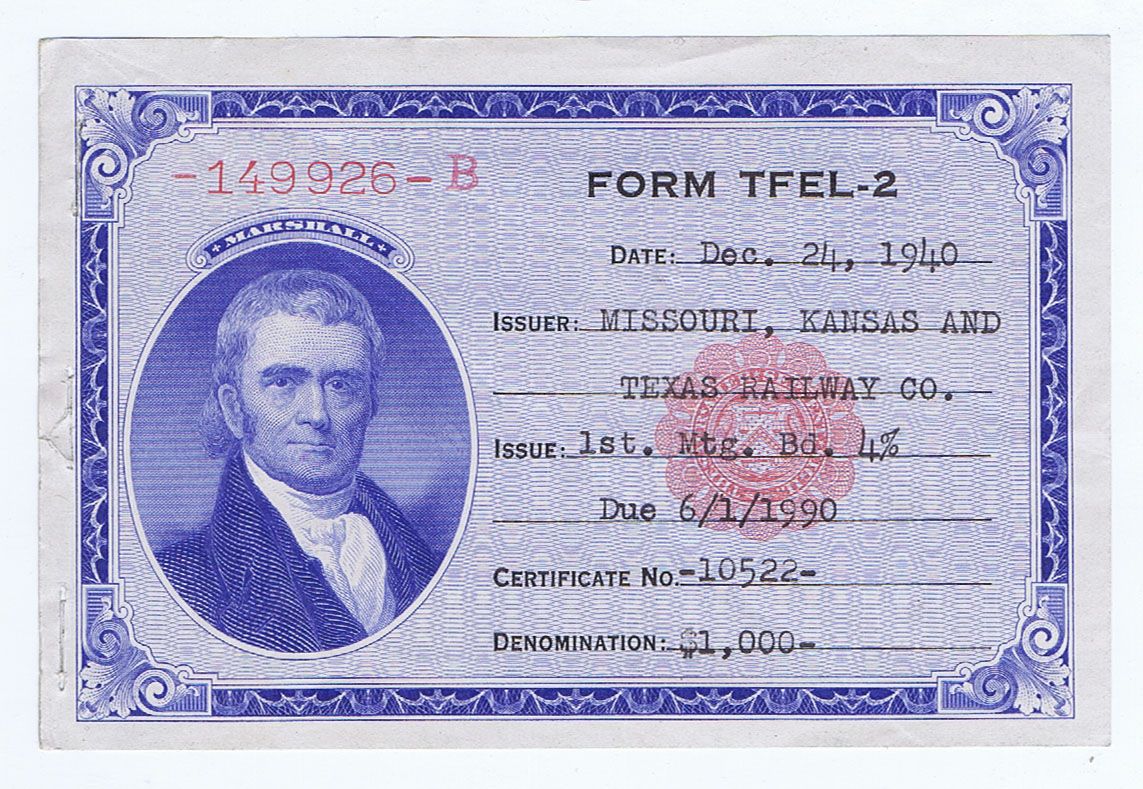 -149926-B
FORM TFEL-2
MARSHALL
DATE: Dec. 24, 1940
ISSUER: MISSOURI, KANSAS AND
TEXAS RAILWAY CO.
ISSUE: 1st. Mtg. Bd. 4%
Due 6/1/1990
CERTIFICATE NO. -10522-
DENOMINATION: $1,000-